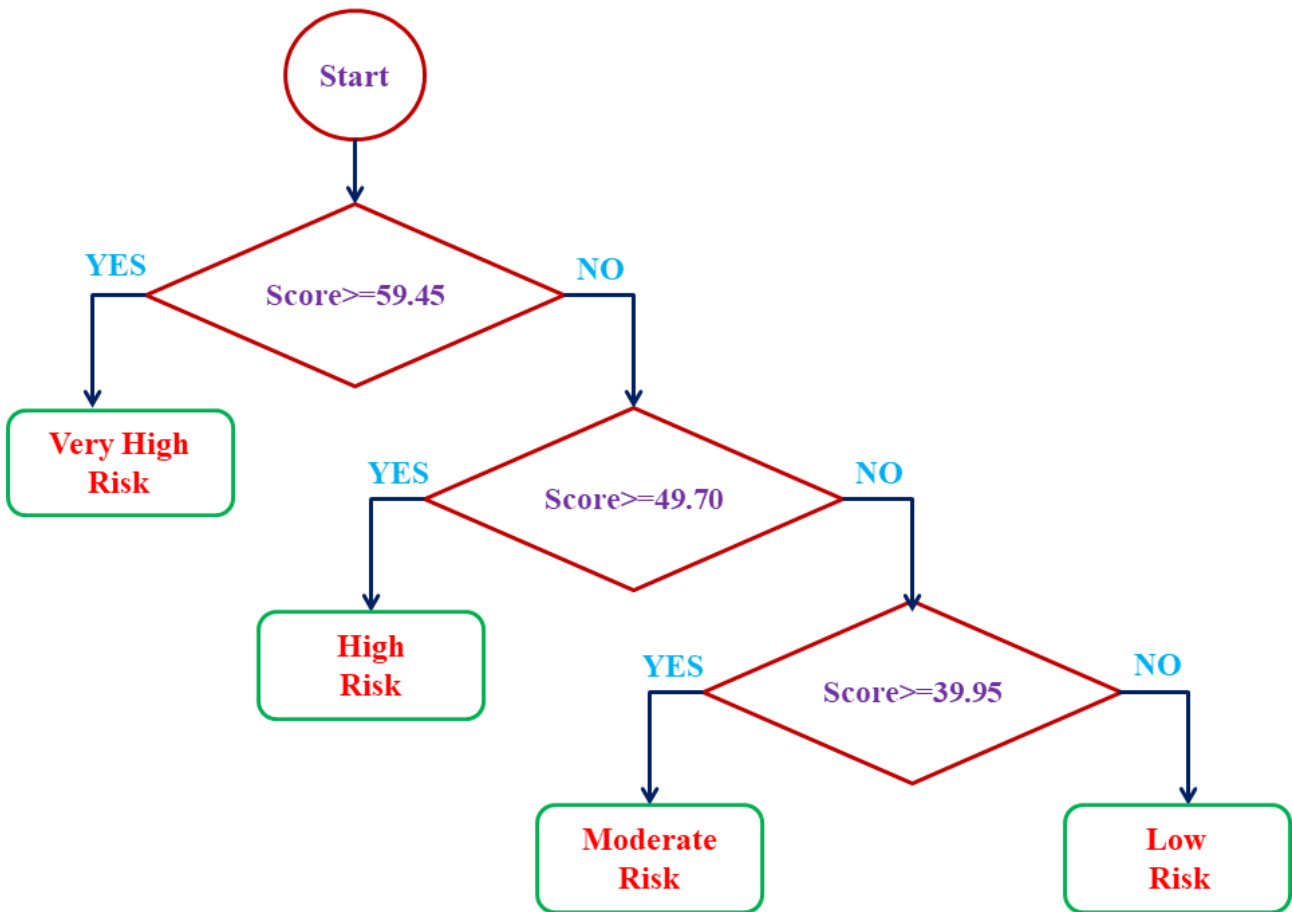 Start
YES
NO
Score>=59.45
Very High
Risk
YES
NO
Score>=49.70
High
Risk
YES
NO
Score>=39.95
Moderate
Risk
Low
Risk